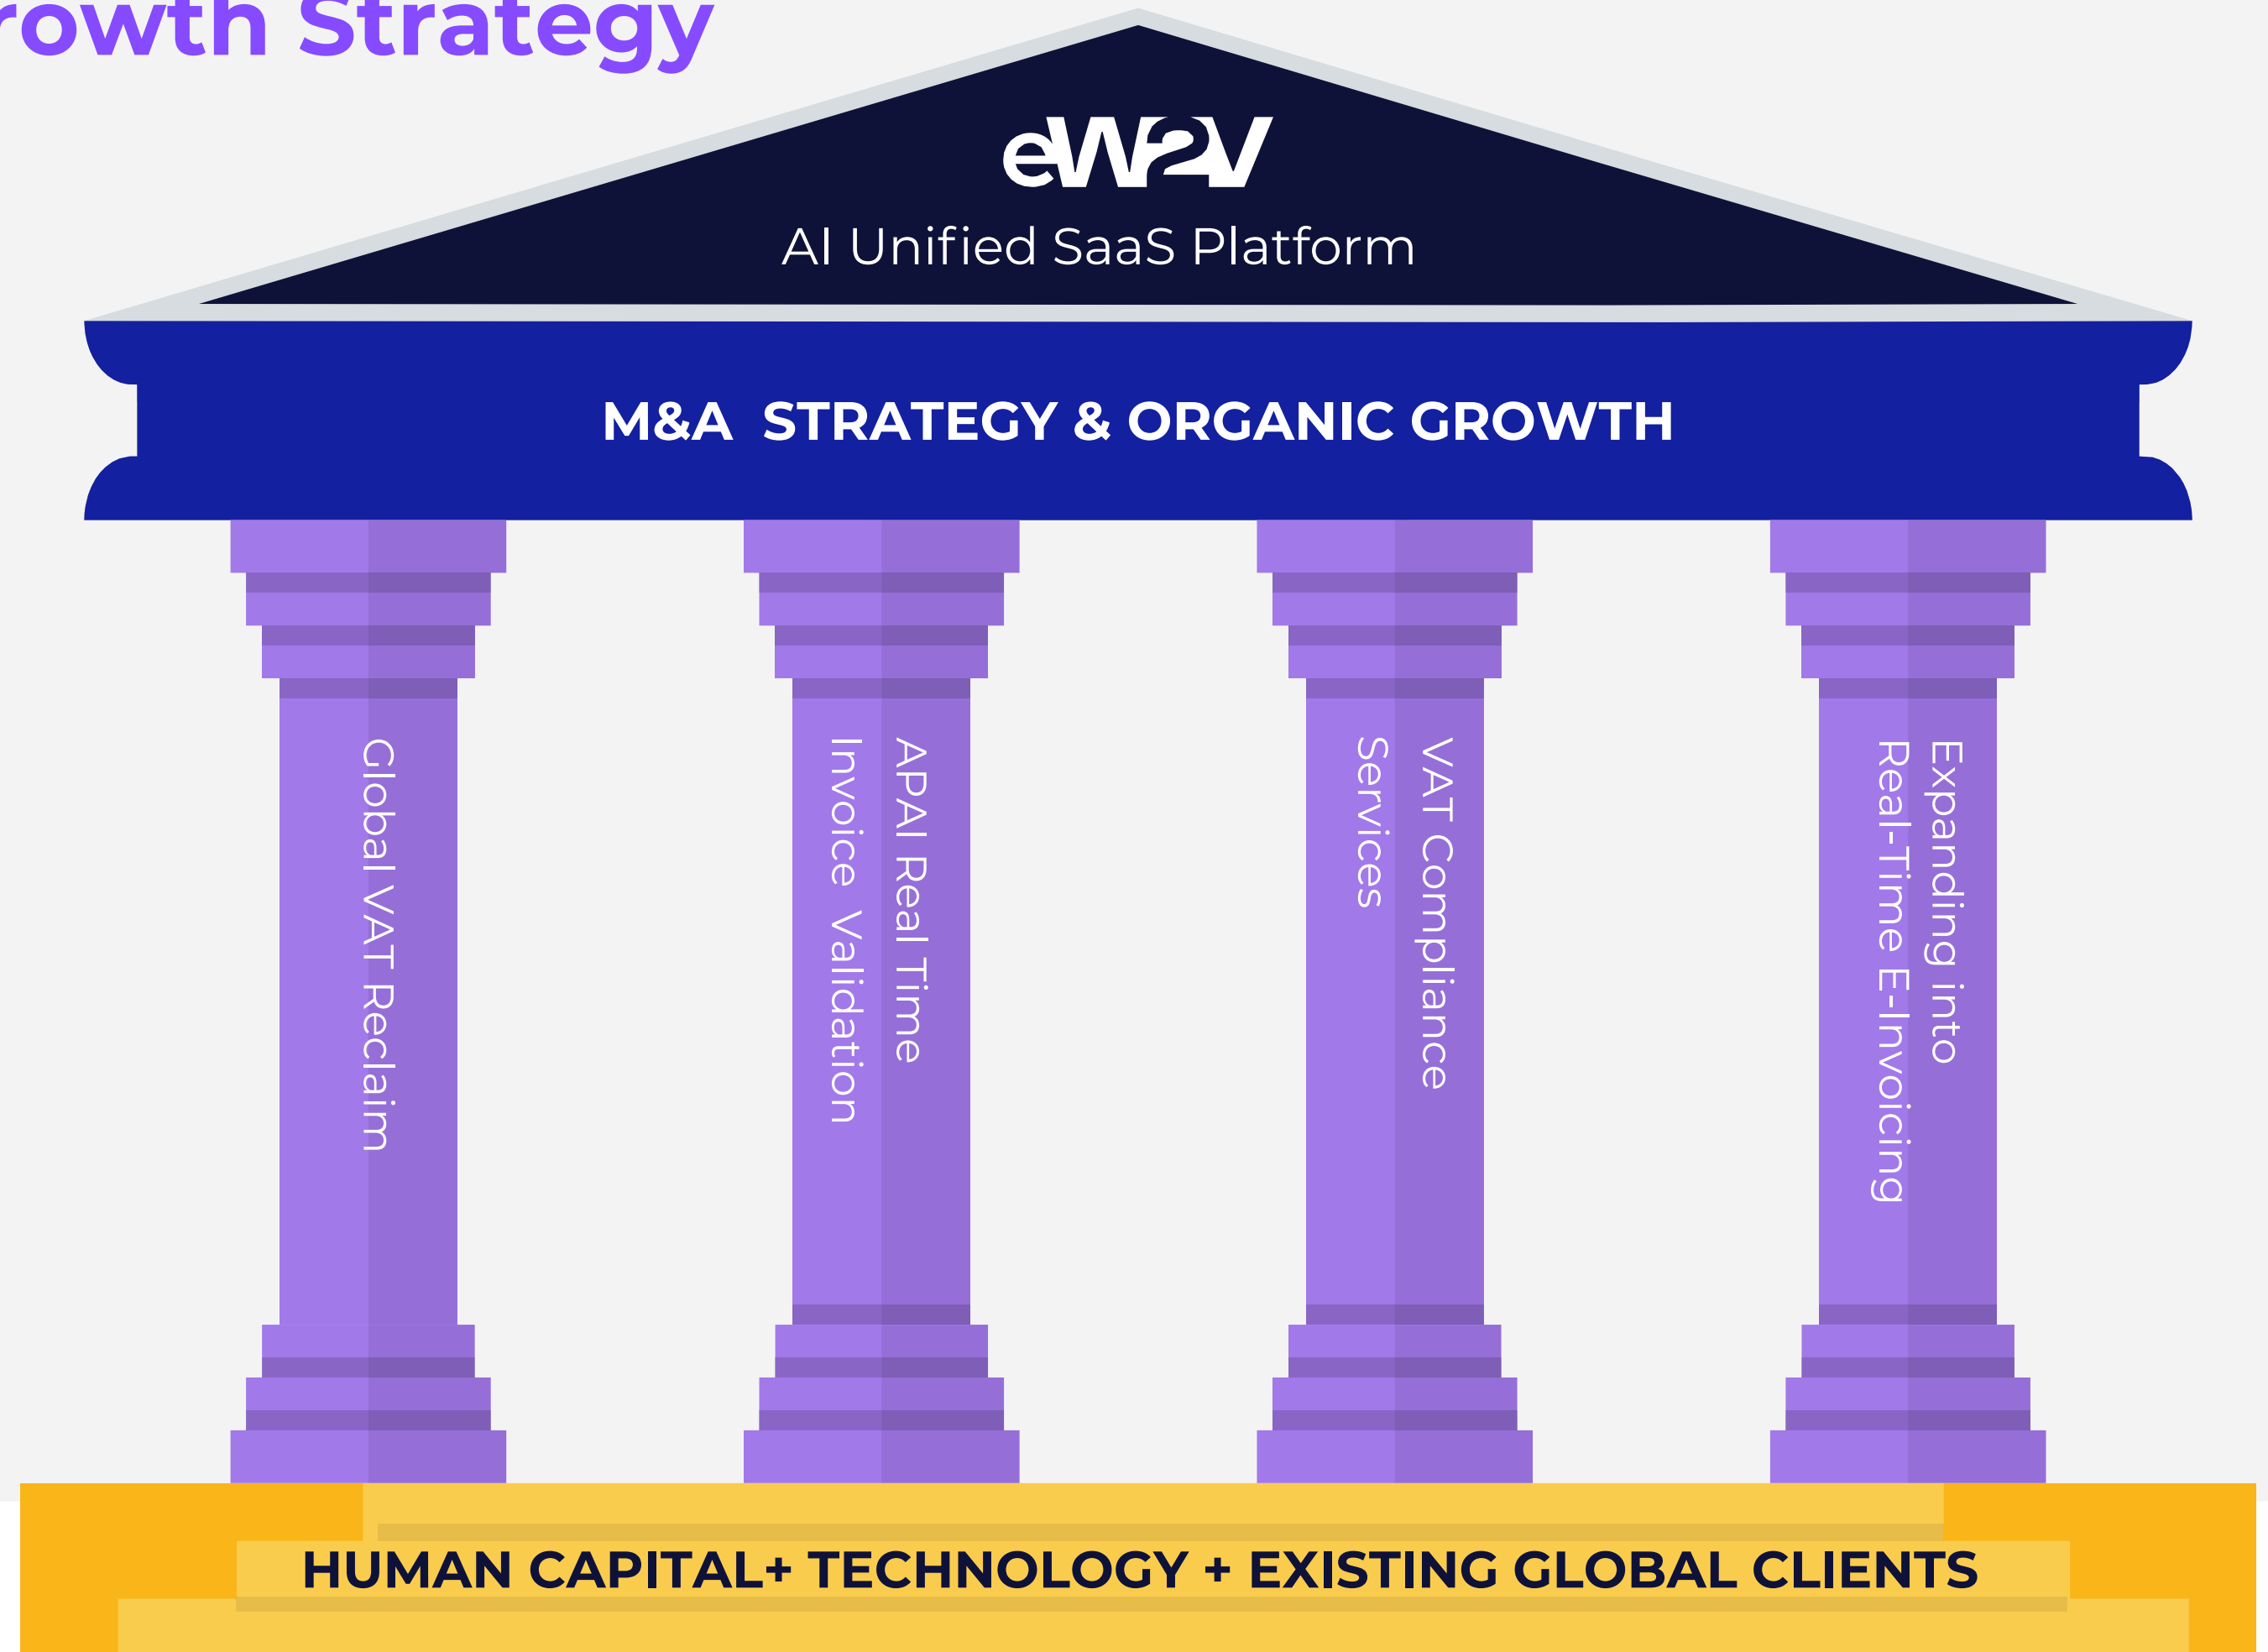 rowth Strategy
eW2V
AI Unified SaaS Platform
M&A STRATEGY & ORGANIC GROWTH
Global VAT Reclaim
APAI Real Time
Invoice Validation
VAT Compliance
Services
Expanding into
Real-Time E-Invoicing
HUMAN CAPITAL+ TECHNOLOGY + EXISTING GLOBAL CLIENTS